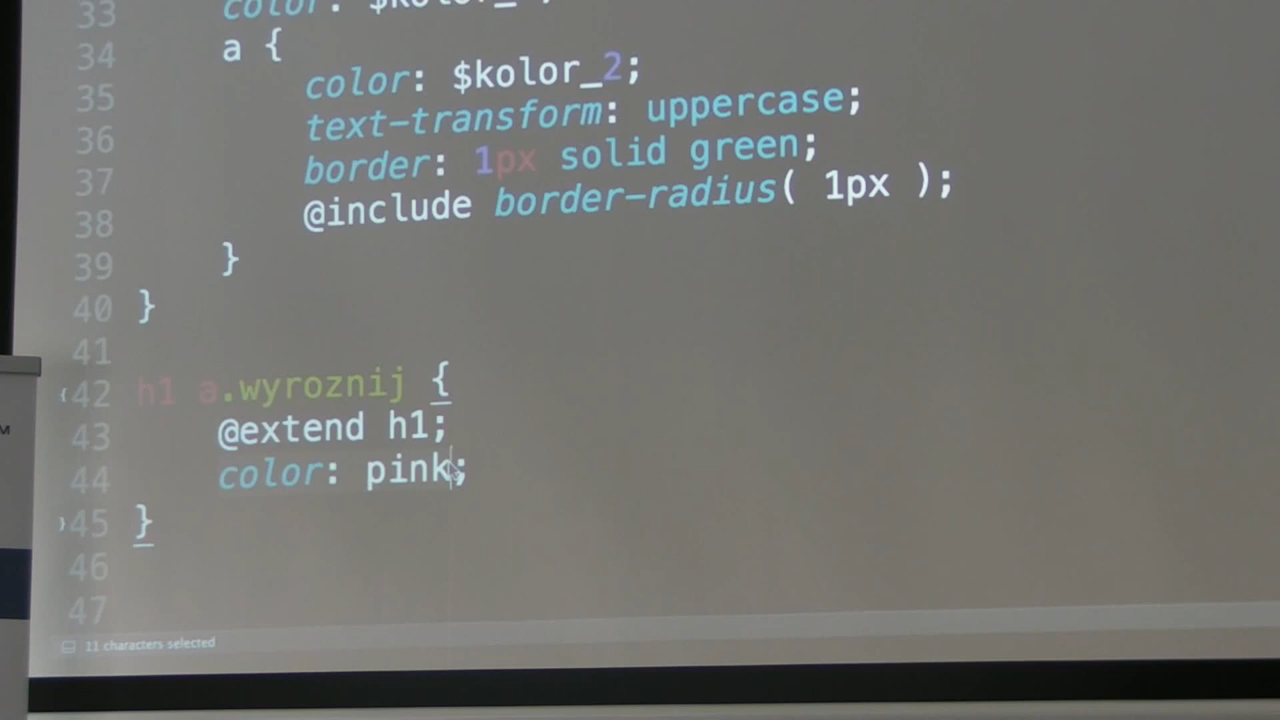 33 color: $kolor_
34 a {
35 color: $kolor_2;
36 text-transform: uppercase;
37 border: 1px solid green;
38 @include border-radius( 1px );
39 }
40 }
41
42 h1 a.wyroznij {
43 @extend h1;
44 color: pink;
45 }
46
47
11 characters selected